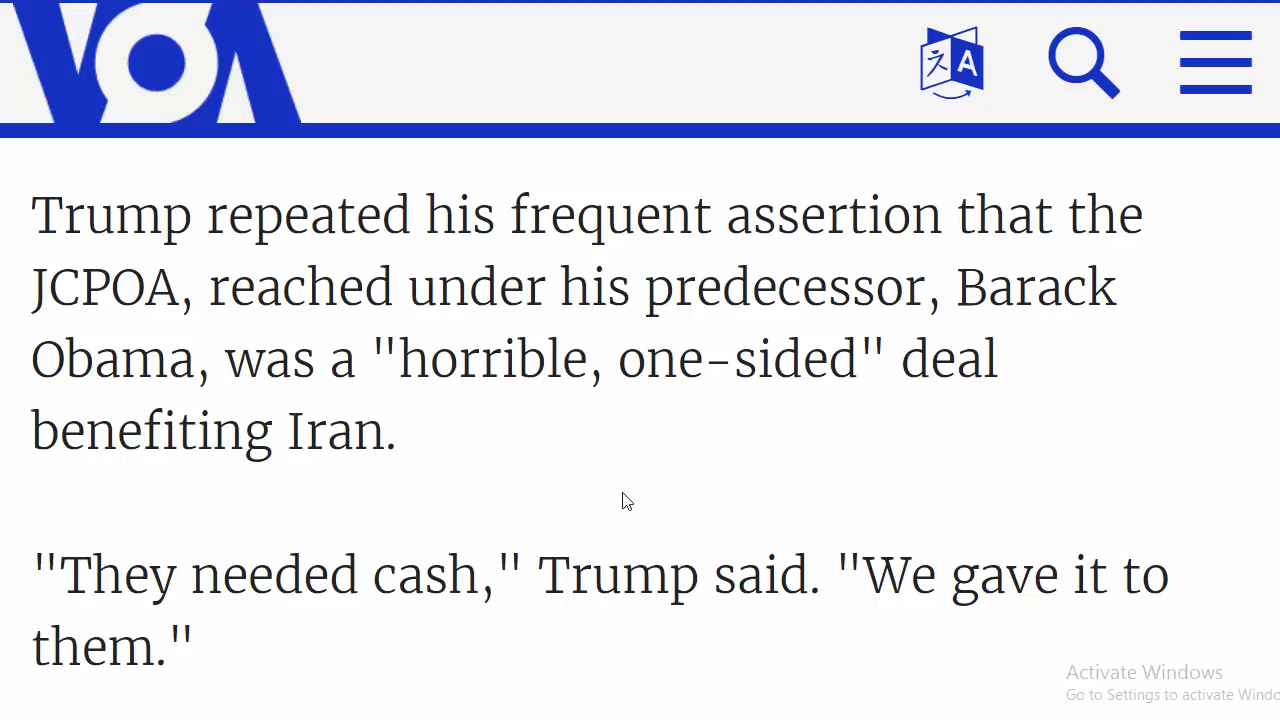 VOA
Trump repeated his frequent assertion that the
JCPOA, reached under his predecessor, Barack
Obama, was a "horrible, one-sided" deal
benefiting Iran.
"They needed cash," Trump said. "We gave it to
them."
Activate Windows
Go to Settings to activate Windo